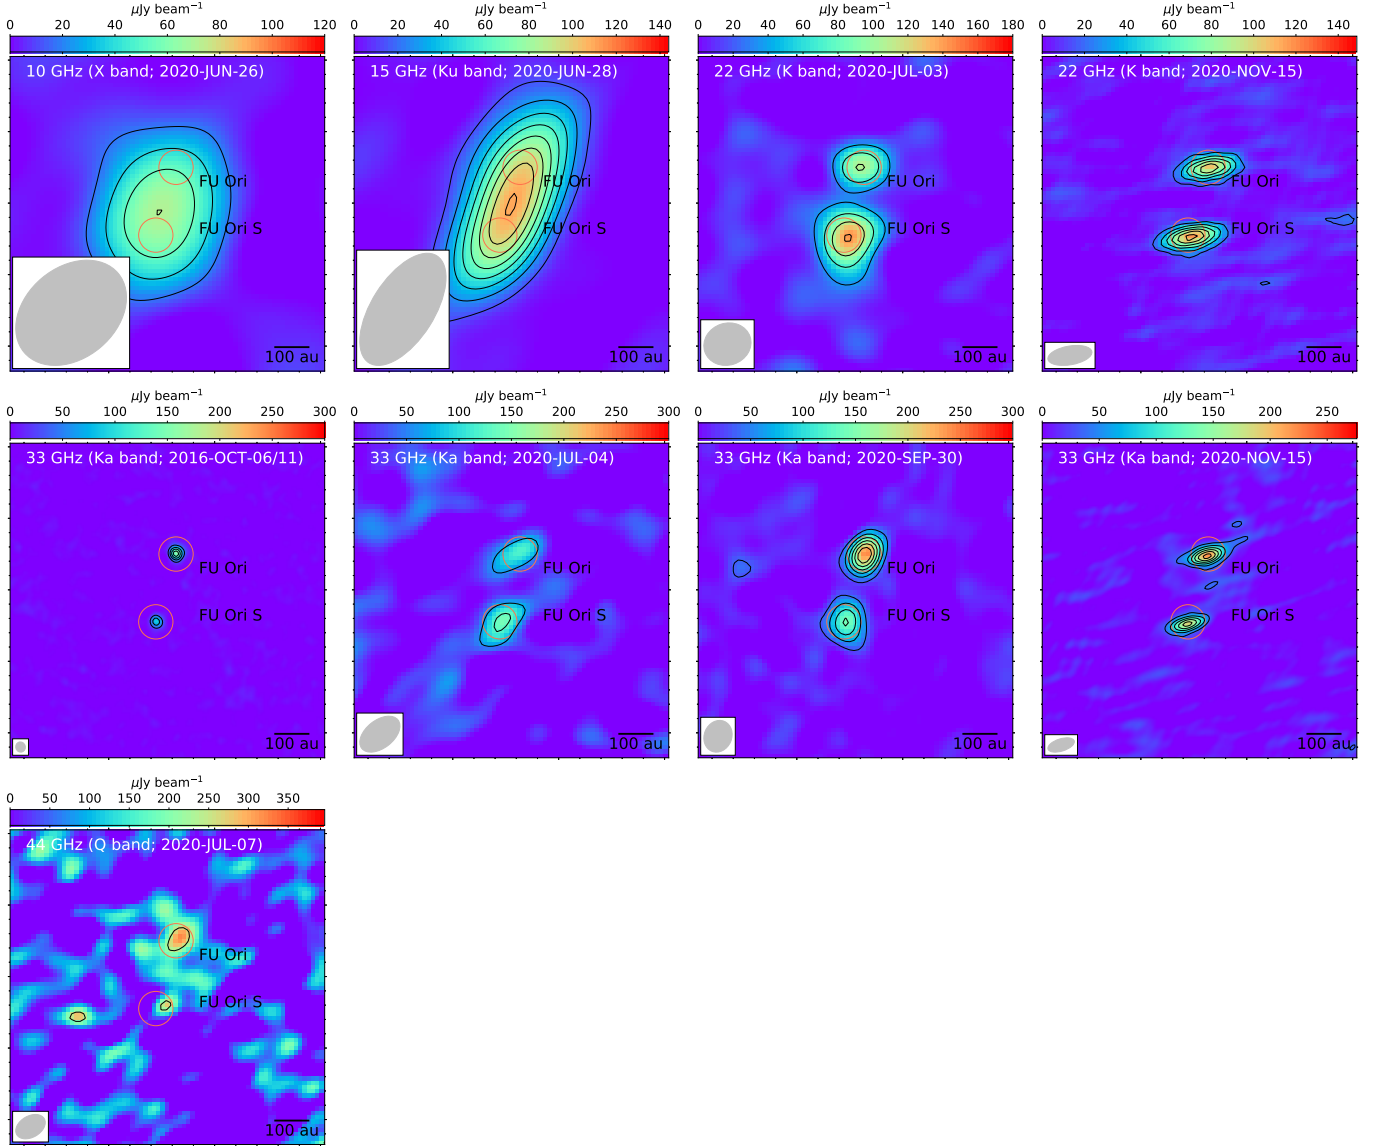 μJy beam⁻¹ μJy beam⁻¹ μJy beam⁻¹ μJy beam⁻¹
0 20 40 60 80 100 120 0 20 40 60 80 100 120 140 0 20 40 60 80 100 120 140 160 180 0 20 40 60 80 100 120 140
10 GHz (X band; 2020-JUN-26) 15 GHz (Ku band; 2020-JUN-28) 22 GHz (K band; 2020-JUL-03) 22 GHz (K band; 2020-NOV-15)
FU Ori FU Ori FU Ori FU Ori
FU Ori S FU Ori S FU Ori S FU Ori S
100 au 100 au 100 au 100 au
μJy beam⁻¹ μJy beam⁻¹ μJy beam⁻¹ μJy beam⁻¹
0 50 100 150 200 250 300 0 50 100 150 200 250 300 0 50 100 150 200 250 300 0 50 100 150 200 250
33 GHz (Ka band; 2016-OCT-06/11) 33 GHz (Ka band; 2020-JUL-04) 33 GHz (Ka band; 2020-SEP-30) 33 GHz (Ka band; 2020-NOV-15)
FU Ori FU Ori FU Ori FU Ori
FU Ori S FU Ori S FU Ori S FU Ori S
100 au 100 au 100 au 100 au
μJy beam⁻¹
0 50 100 150 200 250 300 350
44 GHz (Q band; 2020-JUL-07)
FU Ori
FU Ori S
100 au